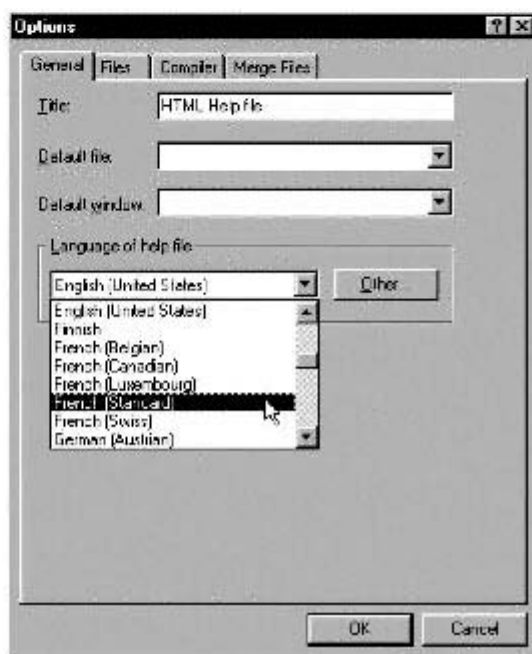 Options
General Files Compiler Merge Files
Title: HTML Help file
Default file:
Default window:
Language of help file
English (United States) Other...
English (United States)
Finnish
French (Belgian)
French (Canadian)
French (Luxembourg)
French (Standard)
French (Swiss)
German (Austrian)
OK Cancel